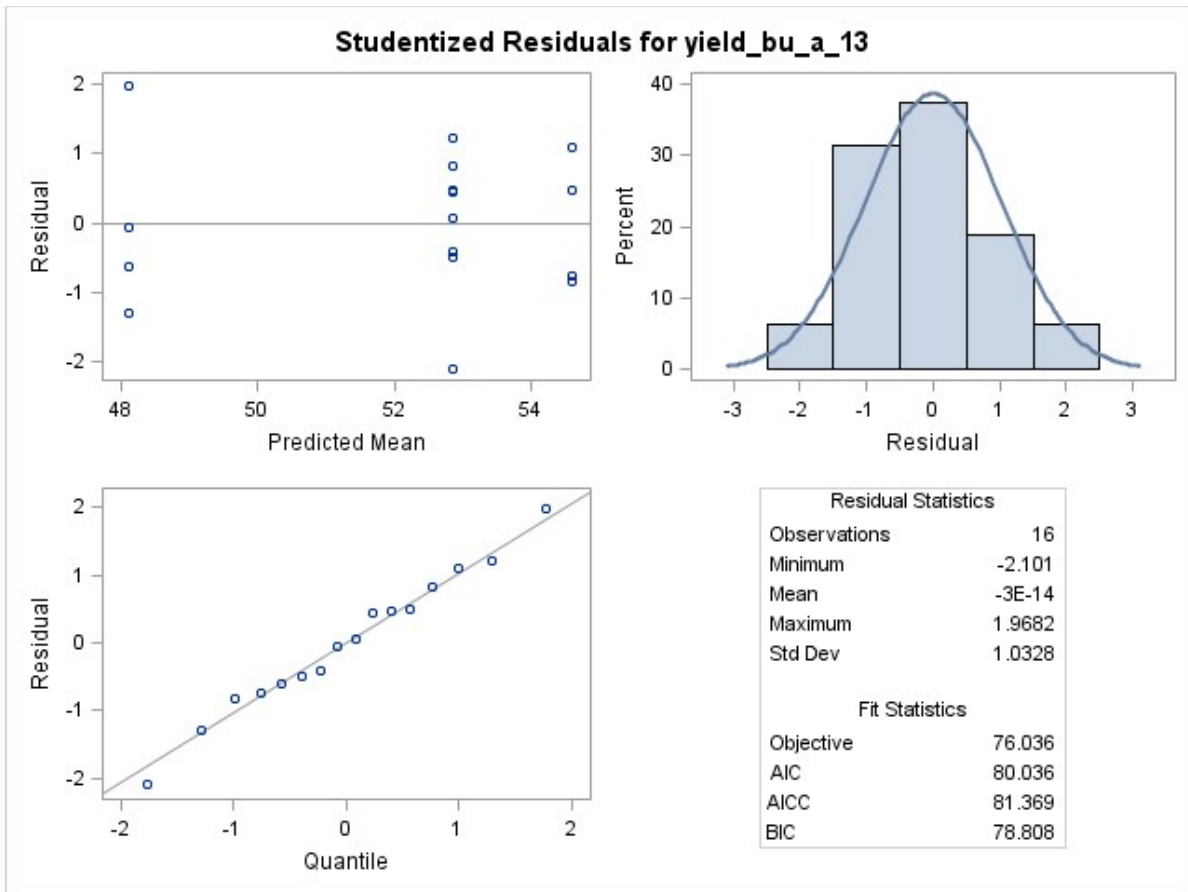 Studentized Residuals for yield_bu_a_13
2
1
0
-1
-2
Residual
48
50
52
54
Predicted Mean
40
30
20
10
0
Percent
-3
-2
-1
0
1
2
3
Residual
2
1
0
-1
-2
Residual
-2
-1
0
1
2
Quantile
Residual Statistics
Observations 16
Minimum -2.101
Mean -3E-14
Maximum 1.9682
Std Dev 1.0328
Fit Statistics
Objective 76.036
AIC 80.036
AICC 81.369
BIC 78.808